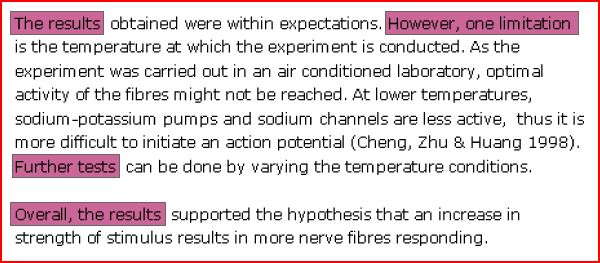 The results obtained were within expectations. However, one limitation
is the temperature at which the experiment is conducted. As the
experiment was carried out in an air conditioned laboratory, optimal
activity of the fibres might not be reached. At lower temperatures,
sodium-potassium pumps and sodium channels are less active, thus it is
more difficult to initiate an action potential (Cheng, Zhu & Huang 1998).
Further tests can be done by varying the temperature conditions.
Overall, the results supported the hypothesis that an increase in
strength of stimulus results in more nerve fibres responding.